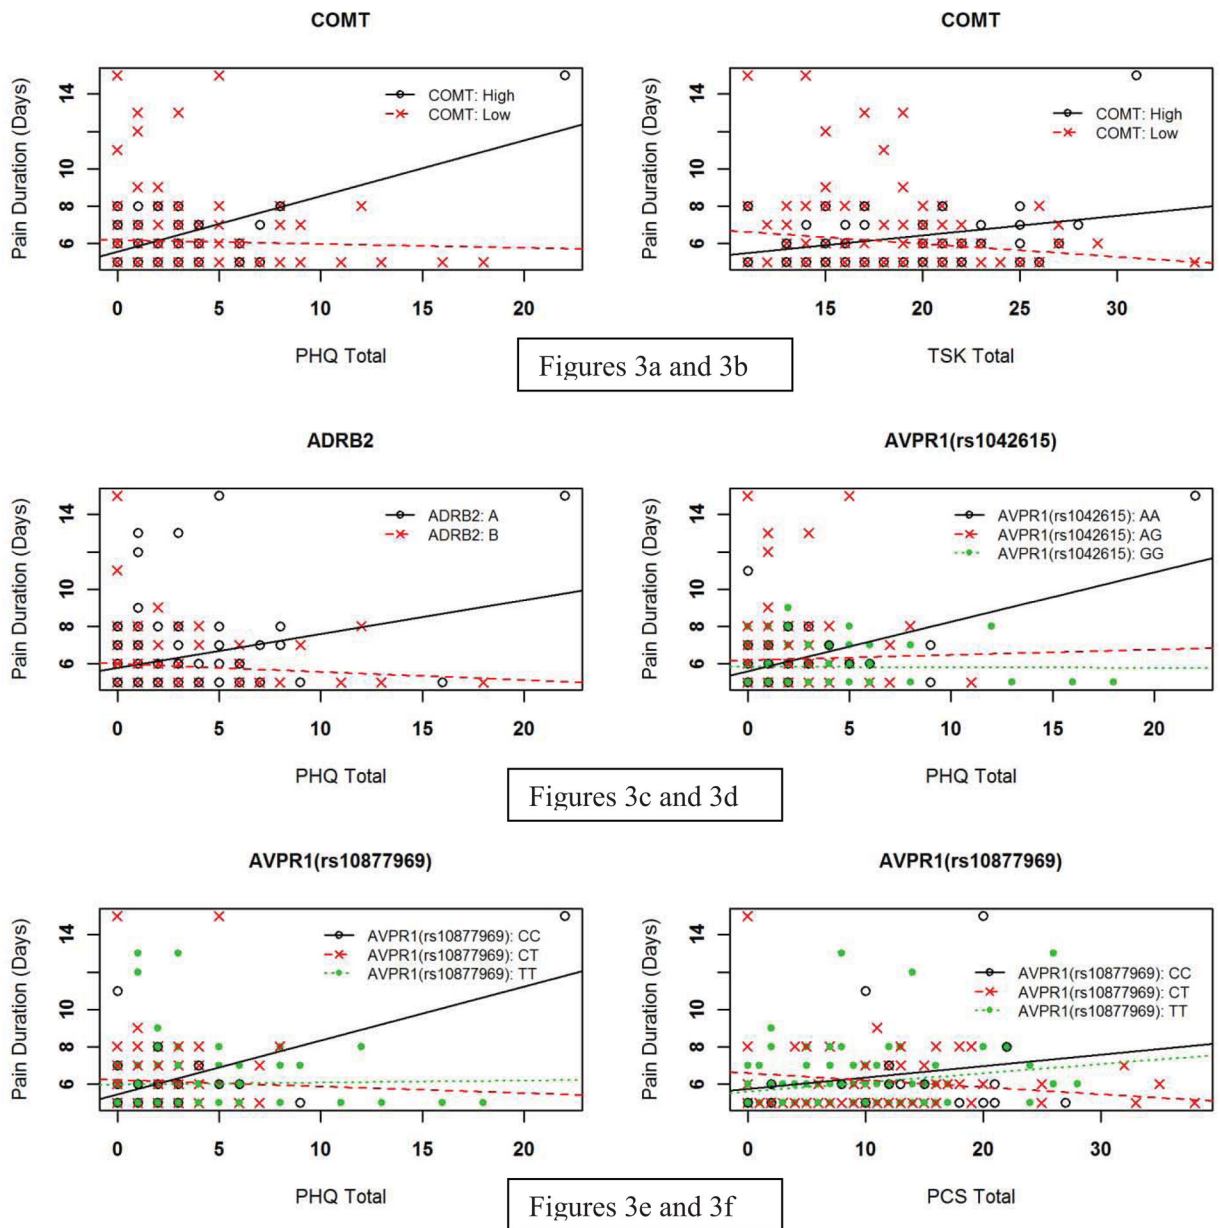 COMT
COMT
Pain Duration (Days)
14
10
8
6
COMT: High
COMT: Low
0 5 10 15 20
PHQ Total
Pain Duration (Days)
14
10
8
6
COMT: High
COMT: Low
15 20 25 30
TSK Total
Figures 3a and 3b
ADRB2
AVPR1(rs1042615)
Pain Duration (Days)
14
10
8
6
ADRB2: A
ADRB2: B
0 5 10 15 20
PHQ Total
Pain Duration (Days)
14
10
8
6
AVPR1(rs1042615): AA
AVPR1(rs1042615): AG
AVPR1(rs1042615): GG
0 5 10 15 20
PHQ Total
Figures 3c and 3d
AVPR1(rs10877969)
AVPR1(rs10877969)
Pain Duration (Days)
14
10
8
6
AVPR1(rs10877969): CC
AVPR1(rs10877969): CT
AVPR1(rs10877969): TT
0 5 10 15 20
PHQ Total
Pain Duration (Days)
14
10
8
6
AVPR1(rs10877969): CC
AVPR1(rs10877969): CT
AVPR1(rs10877969): TT
0 10 20 30
PCS Total
Figures 3e and 3f